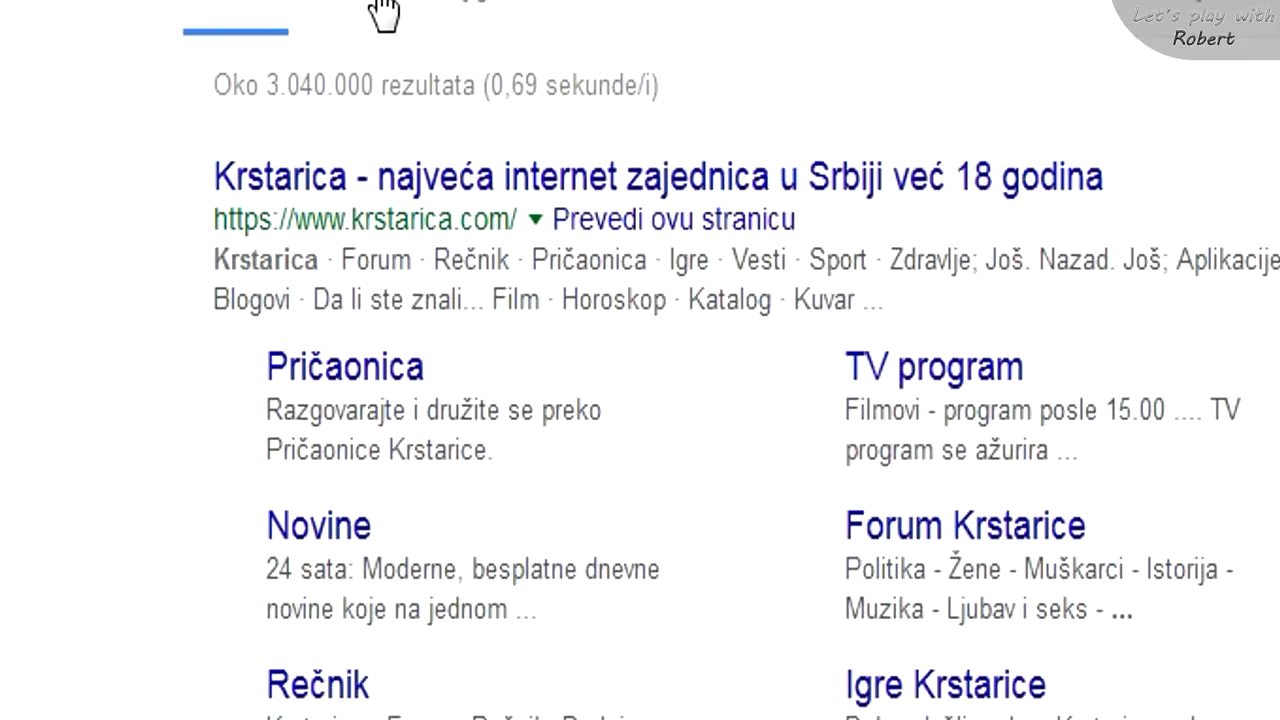 Let's play with
Robert
Oko 3.040.000 rezultata (0,69 sekunde/i)
Krstarica - najveća internet zajednica u Srbiji već 18 godina
https://www.krstarica.com/ ▾ Prevedi ovu stranicu
Krstarica · Forum · Rečnik · Pričaonica · Igre · Vesti · Sport · Zdravlje; Još. Nazad. Još; Aplikacije
Blogovi · Da li ste znali... Film · Horoskop · Katalog · Kuvar ...
Pričaonica
Razgovarajte i družite se preko
Pričaonice Krstarice.
TV program
Filmovi - program posle 15.00 .... TV
program se ažurira ...
Novine
24 sata: Moderne, besplatne dnevne
novine koje na jednom ...
Forum Krstarice
Politika - Žene - Muškarci - Istorija -
Muzika - Ljubav i seks - ...
Rečnik
Igre Krstarice